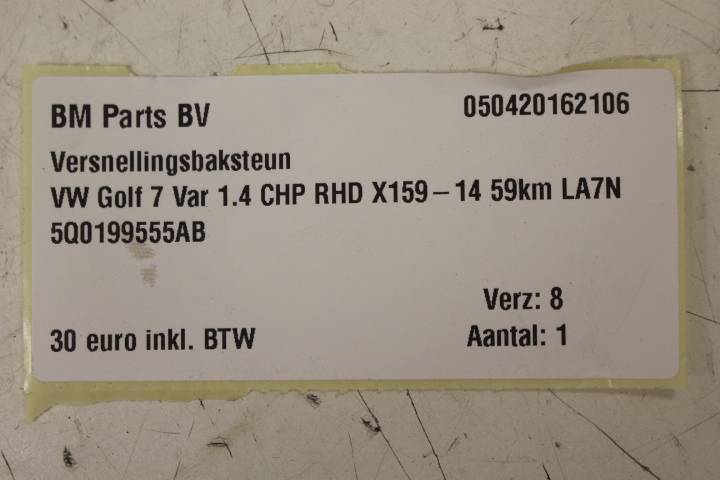 BM Parts BV 050420162106
Versnellingsbaksteun
VW Golf 7 Var 1.4 CHP RHD X159-14 59km LA7N
5Q0199555AB
Verz: 8
30 euro inkl. BTW Aantal: 1